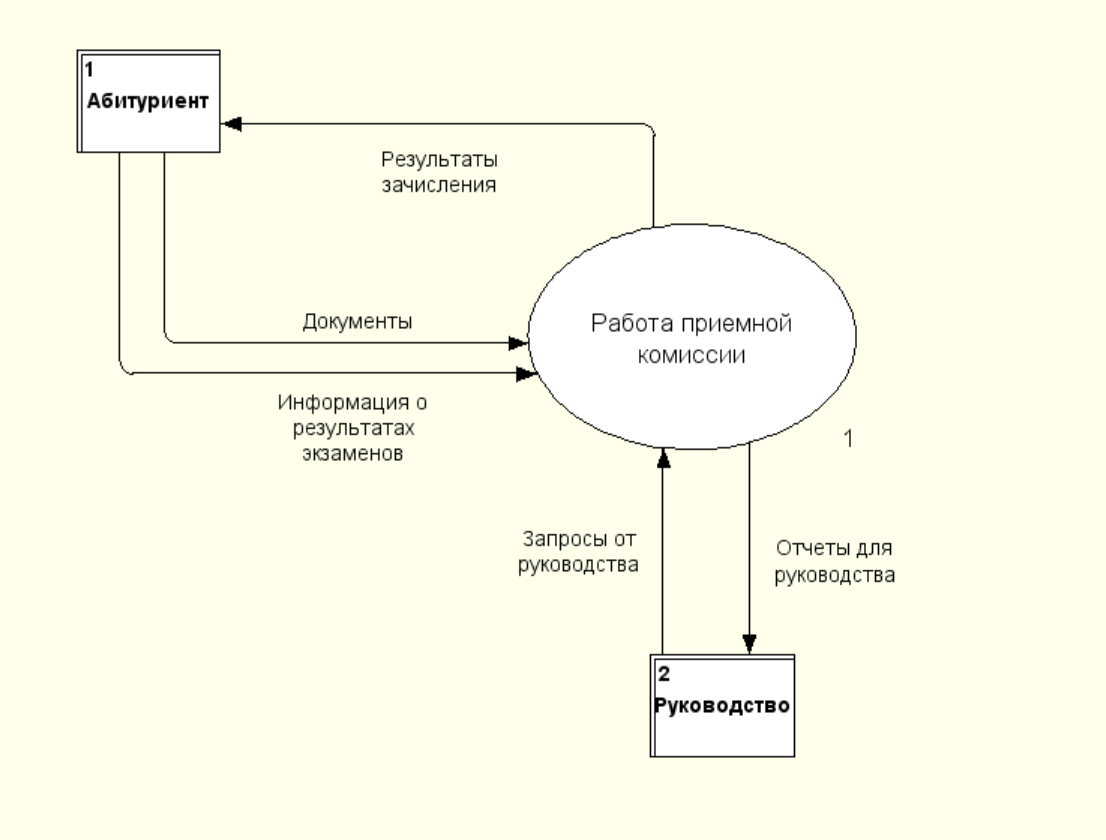 1
Абитуриент
Результаты
зачисления
Работа приемной
комиссии
Документы
Информация о
результатах
экзаменов
1
Запросы от
руководства
Отчеты для
руководства
2
Руководство